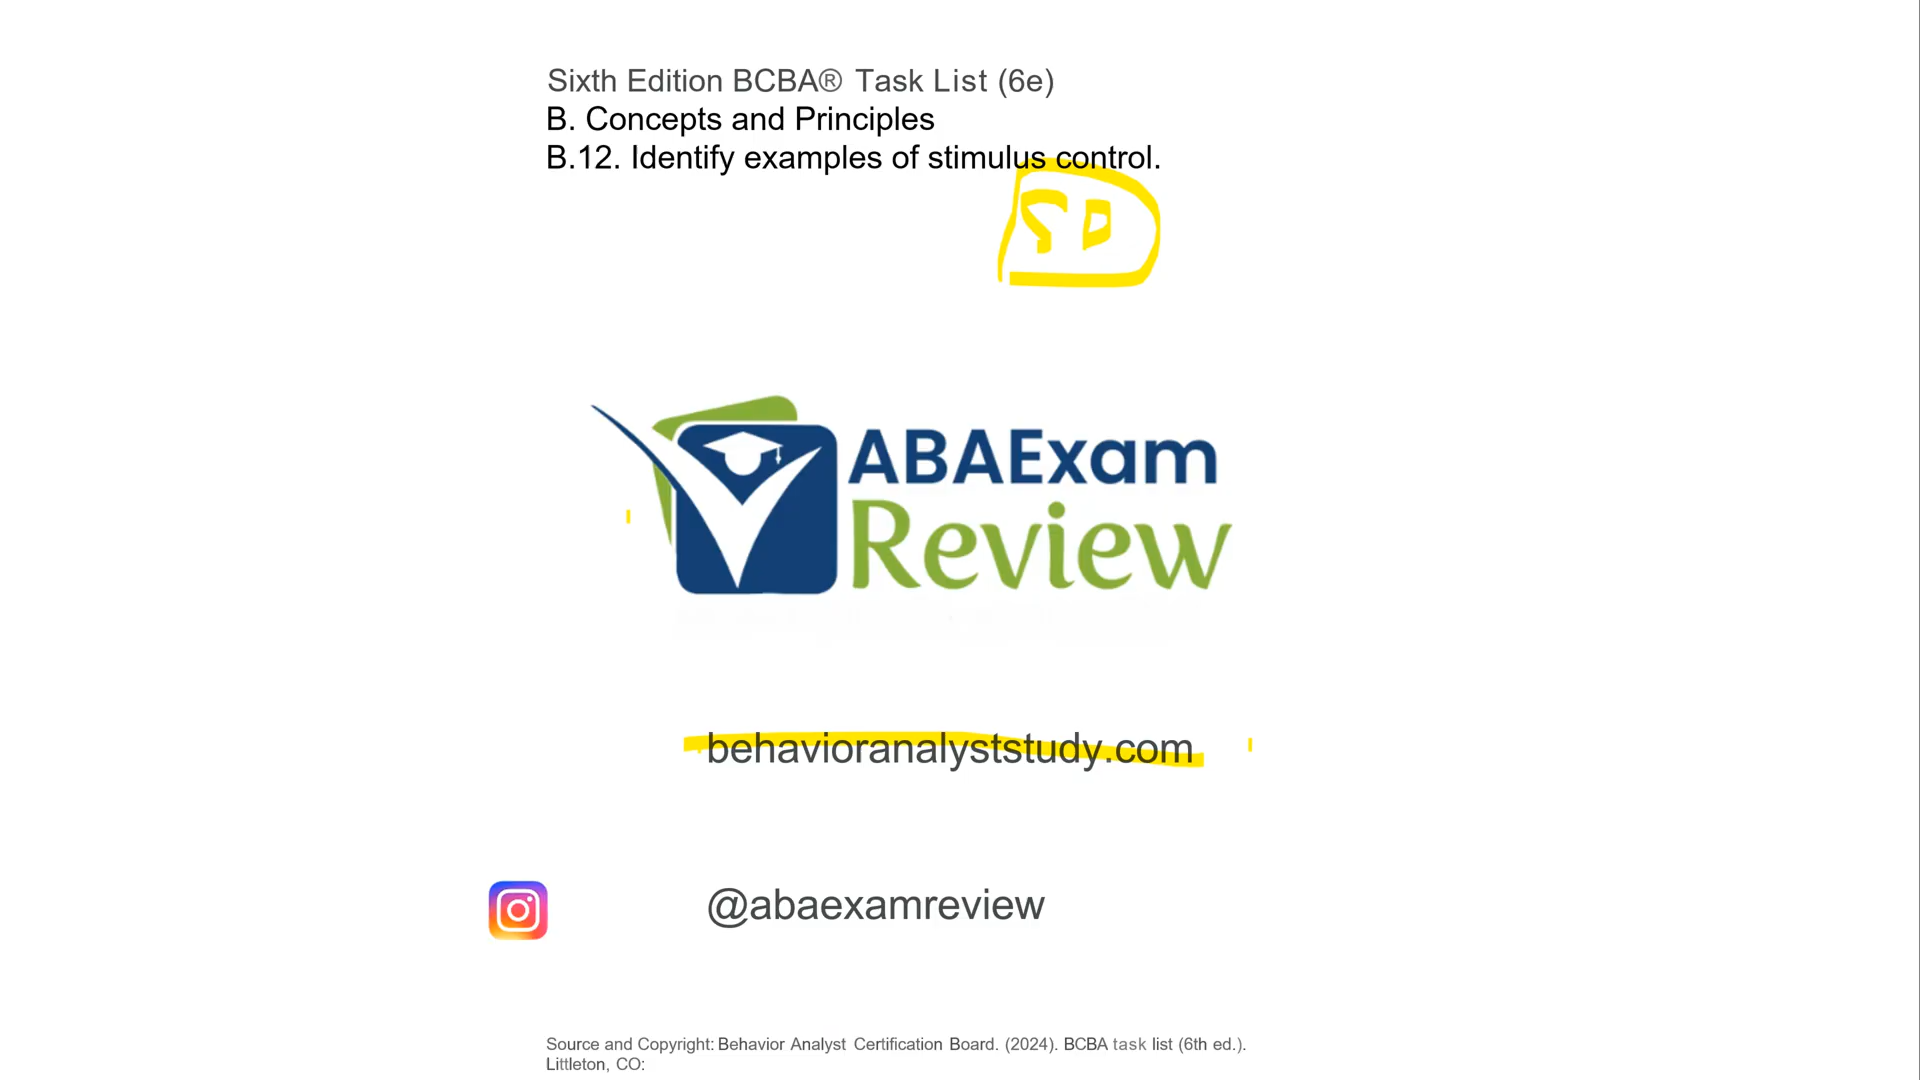 Sixth Edition BCBA® Task List (6e)
B. Concepts and Principles
B.12. Identify examples of stimulus control.
SD
ABAExam
Review
behavioranalyststudy.com
@abaexamreview
Source and Copyright: Behavior Analyst Certification Board. (2024). BCBA task list (6th ed.).
Littleton, CO: